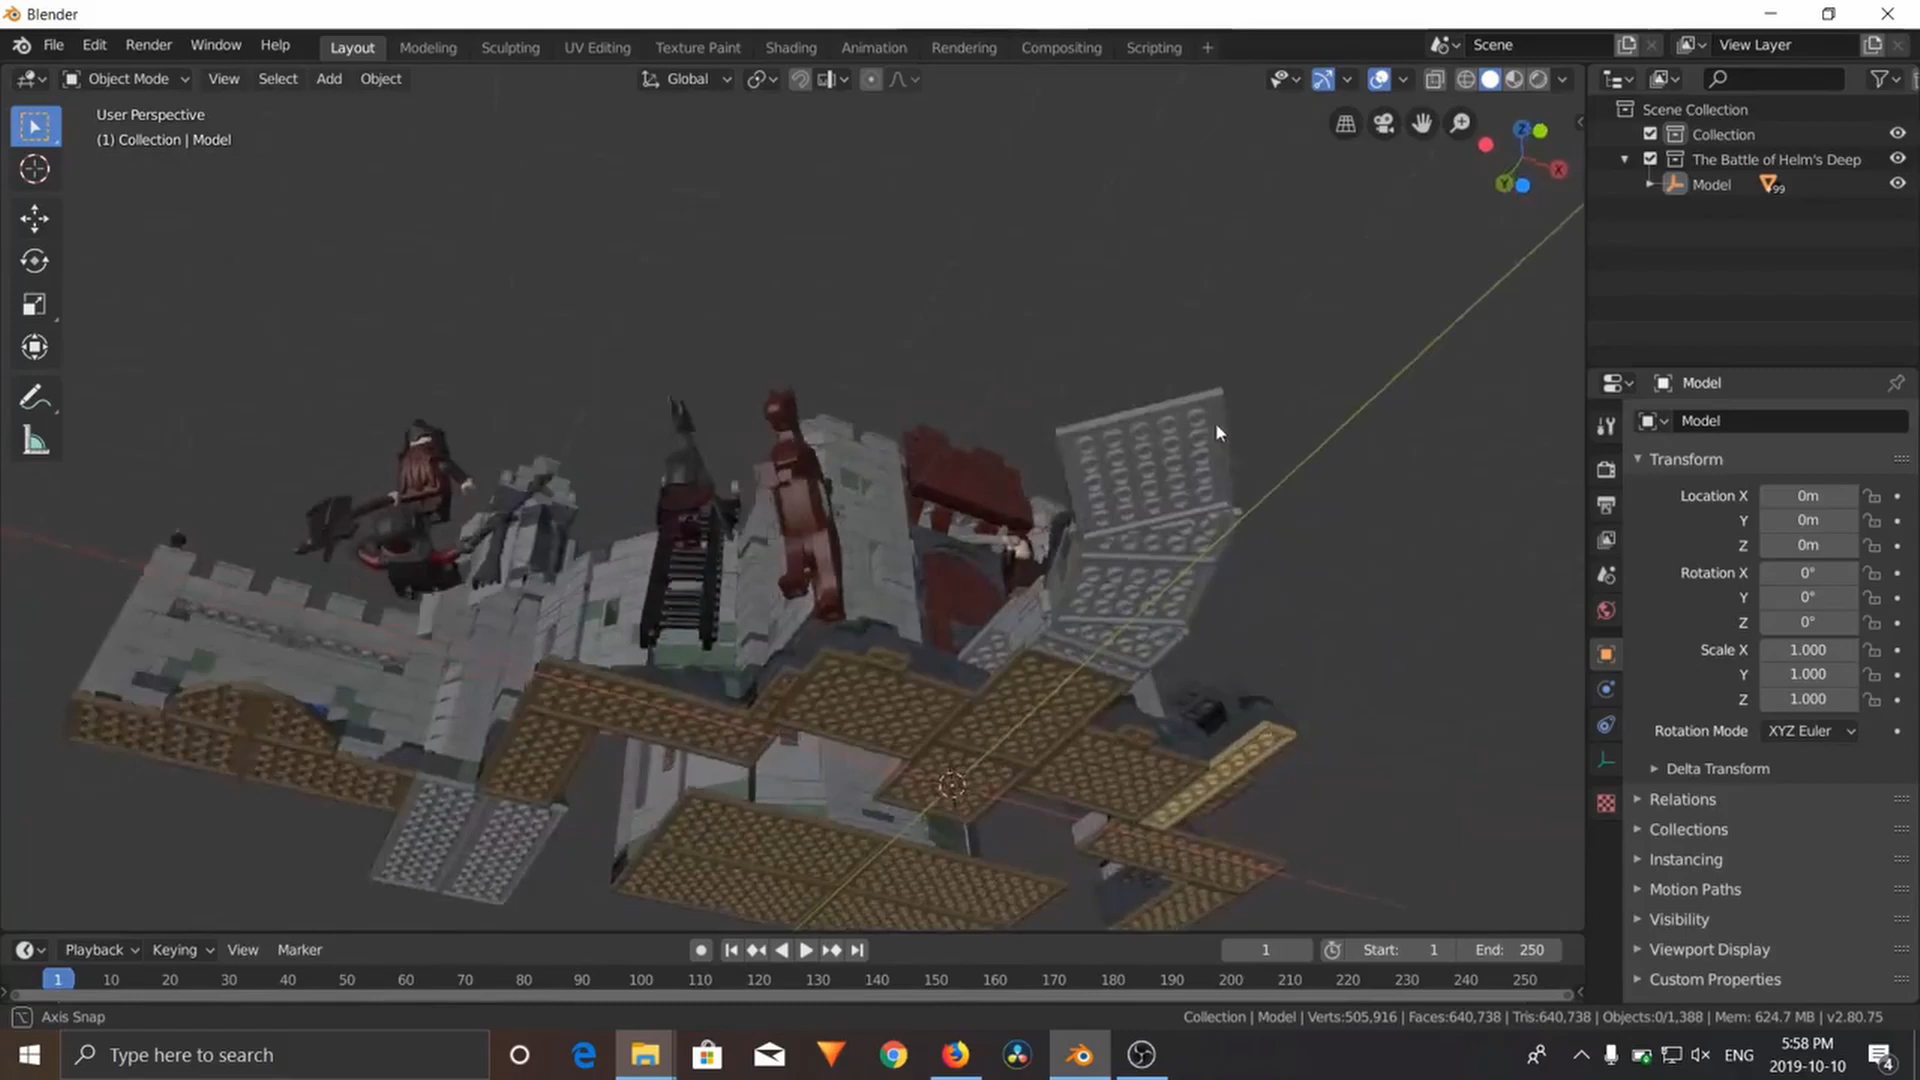 Blender
File Edit Render Window Help
Layout Modeling Sculpting UV Editing Texture Paint Shading Animation Rendering Compositing Scripting +
Scene
View Layer
Object Mode View Select Add Object
Global
User Perspective
(1) Collection | Model
Z
X
Y
Scene Collection
Collection
The Battle of Helm's Deep
Model 99
Model
Model
Transform
Location X 0m
Y 0m
Z 0m
Rotation X 0°
Y 0°
Z 0°
Scale X 1.000
Y 1.000
Z 1.000
Rotation Mode XYZ Euler
Delta Transform
Relations
Collections
Instancing
Motion Paths
Visibility
Viewport Display
Custom Properties
Playback Keying View Marker
1
Start: 1 End: 250
1 10 20 30 40 50 60 70 80 90 100 110 120 130 140 150 160 170 180 190 200 210 220 230 240 250
Axis Snap
Collection | Model | Verts:505,916 | Faces:640,738 | Tris:640,738 | Objects:0/1,388 | Mem: 624.7 MB | v2.80.75
Type here to search
ENG
5:58 PM
2019-10-10
4